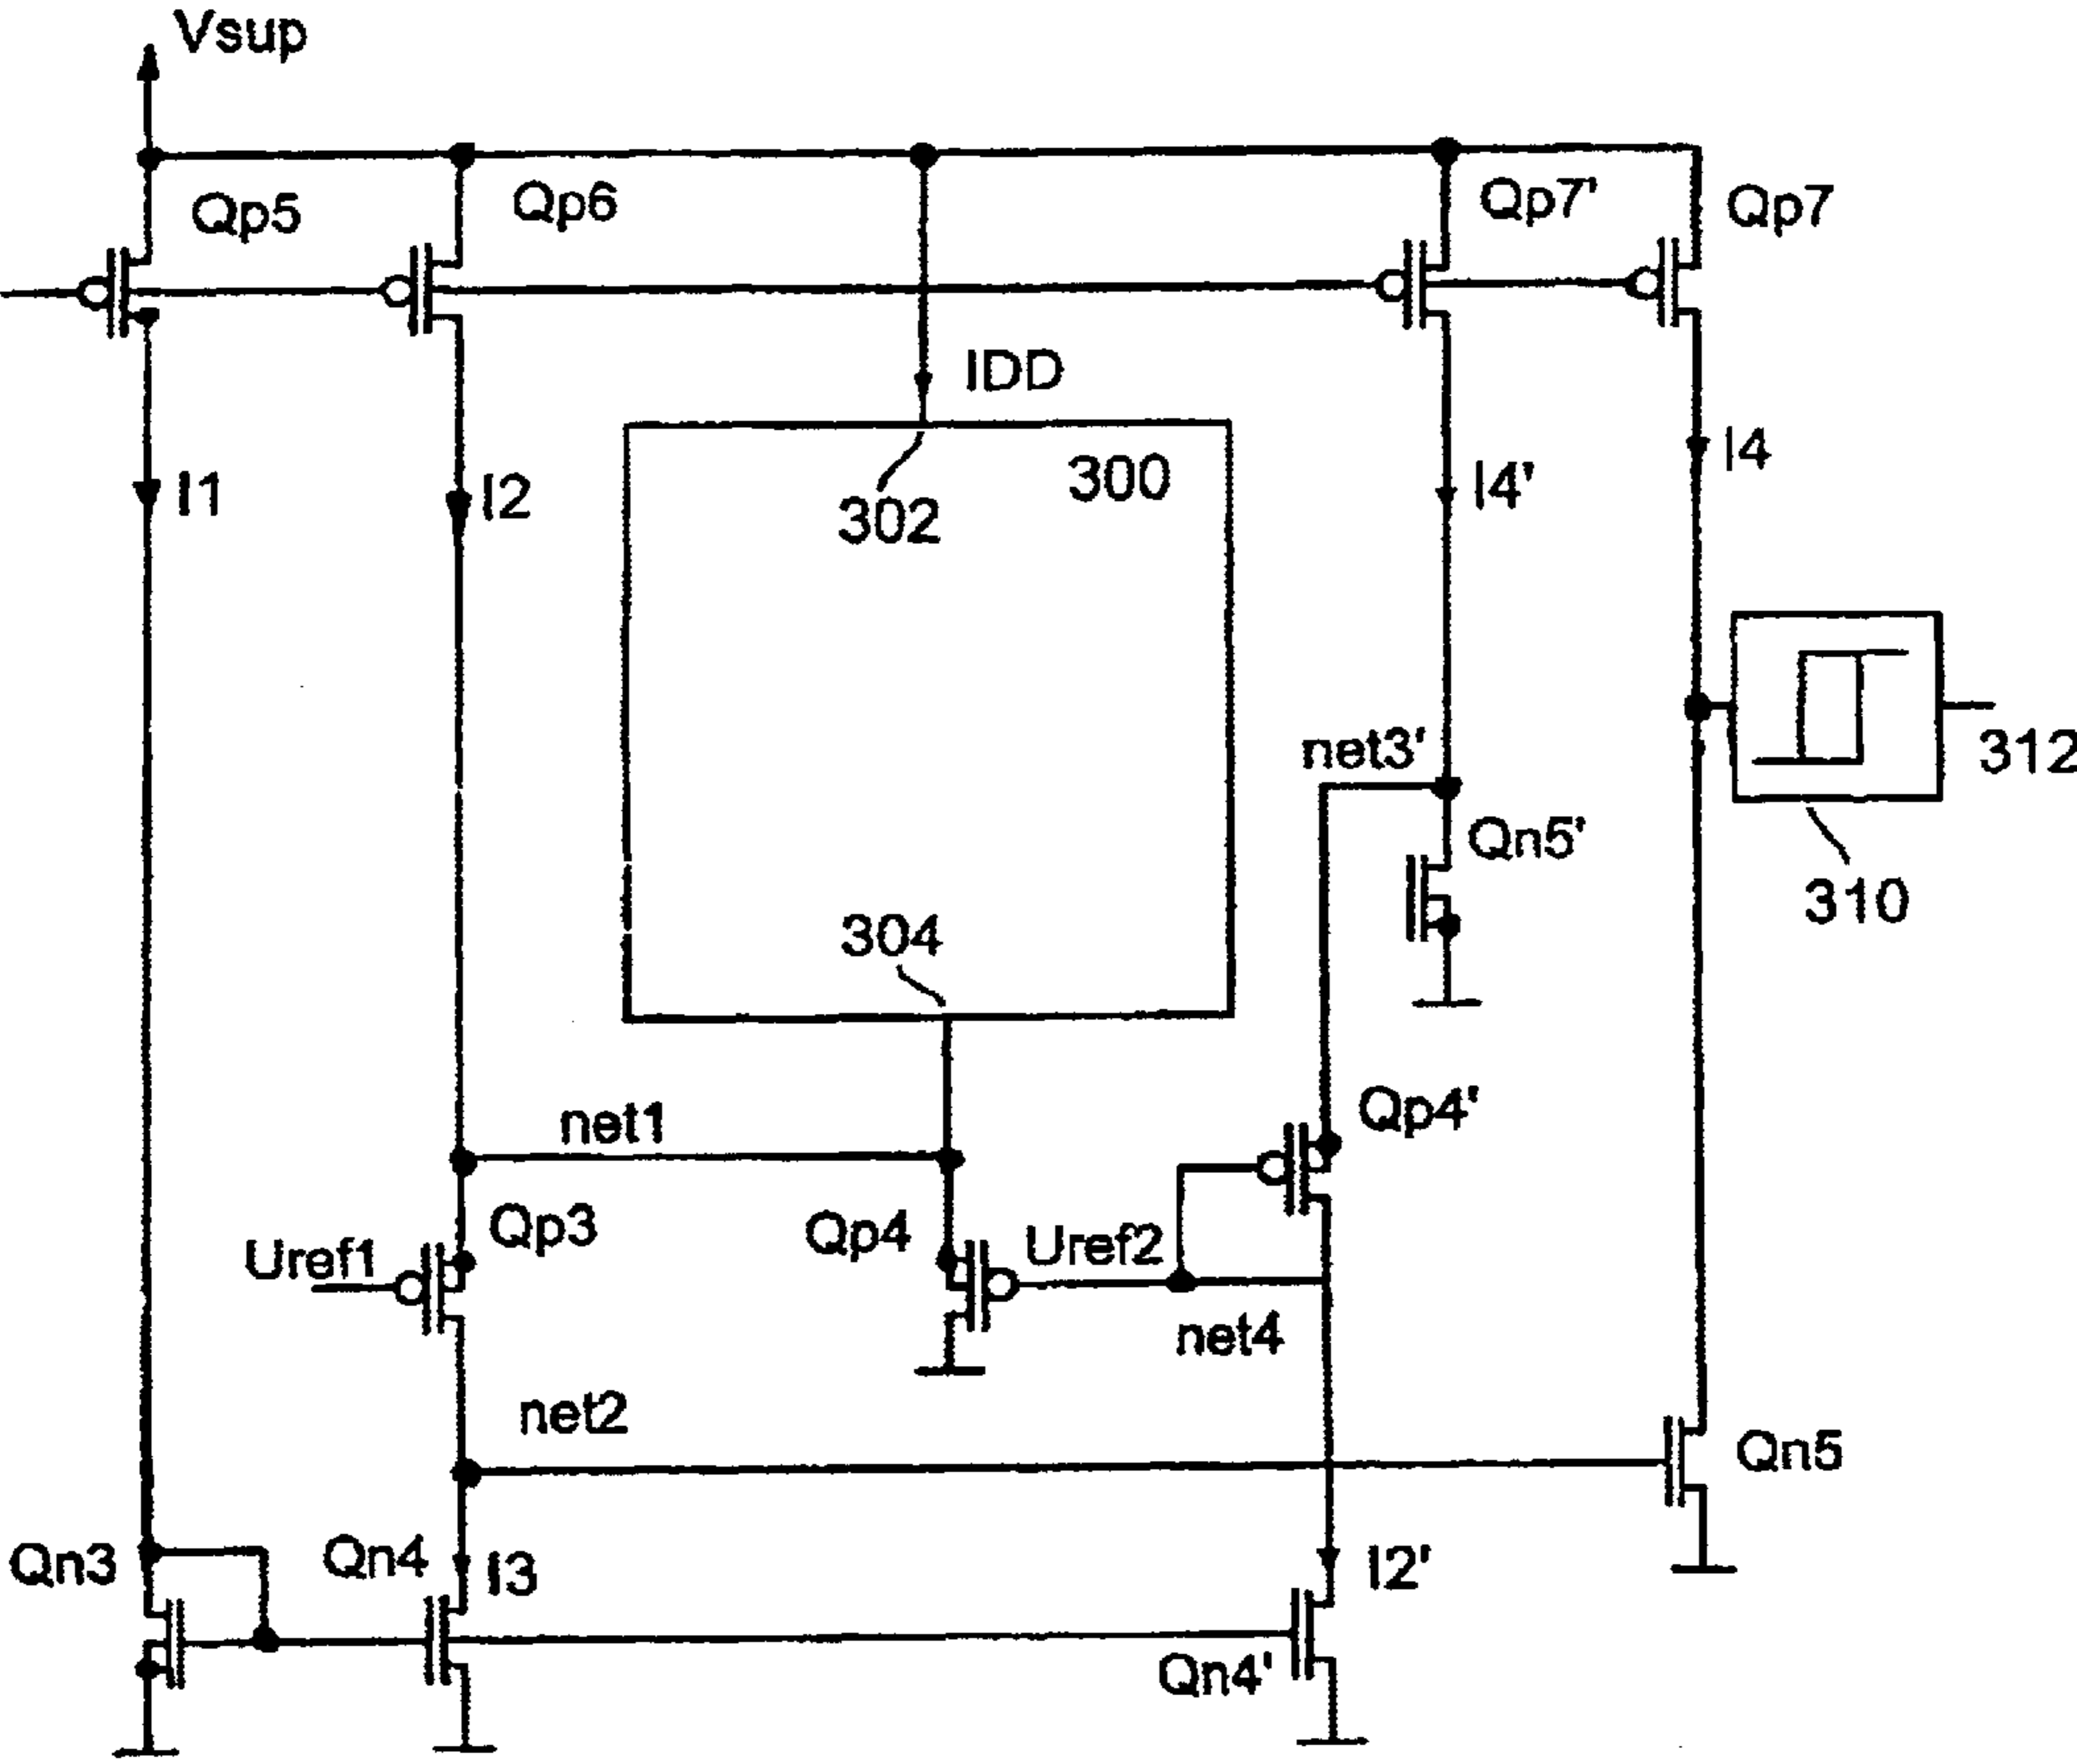 Vsup
Qp5
Qp6
Qp7'
Qp7
IDD
I1
I2
302
300
I4'
I4
net3'
312
Qn5'
310
304
net1
Qp4'
Uref1
Qp3
Qp4
Uref2
net4
net2
Qn5
Qn3
Qn4
I3
I2'
Qn4'